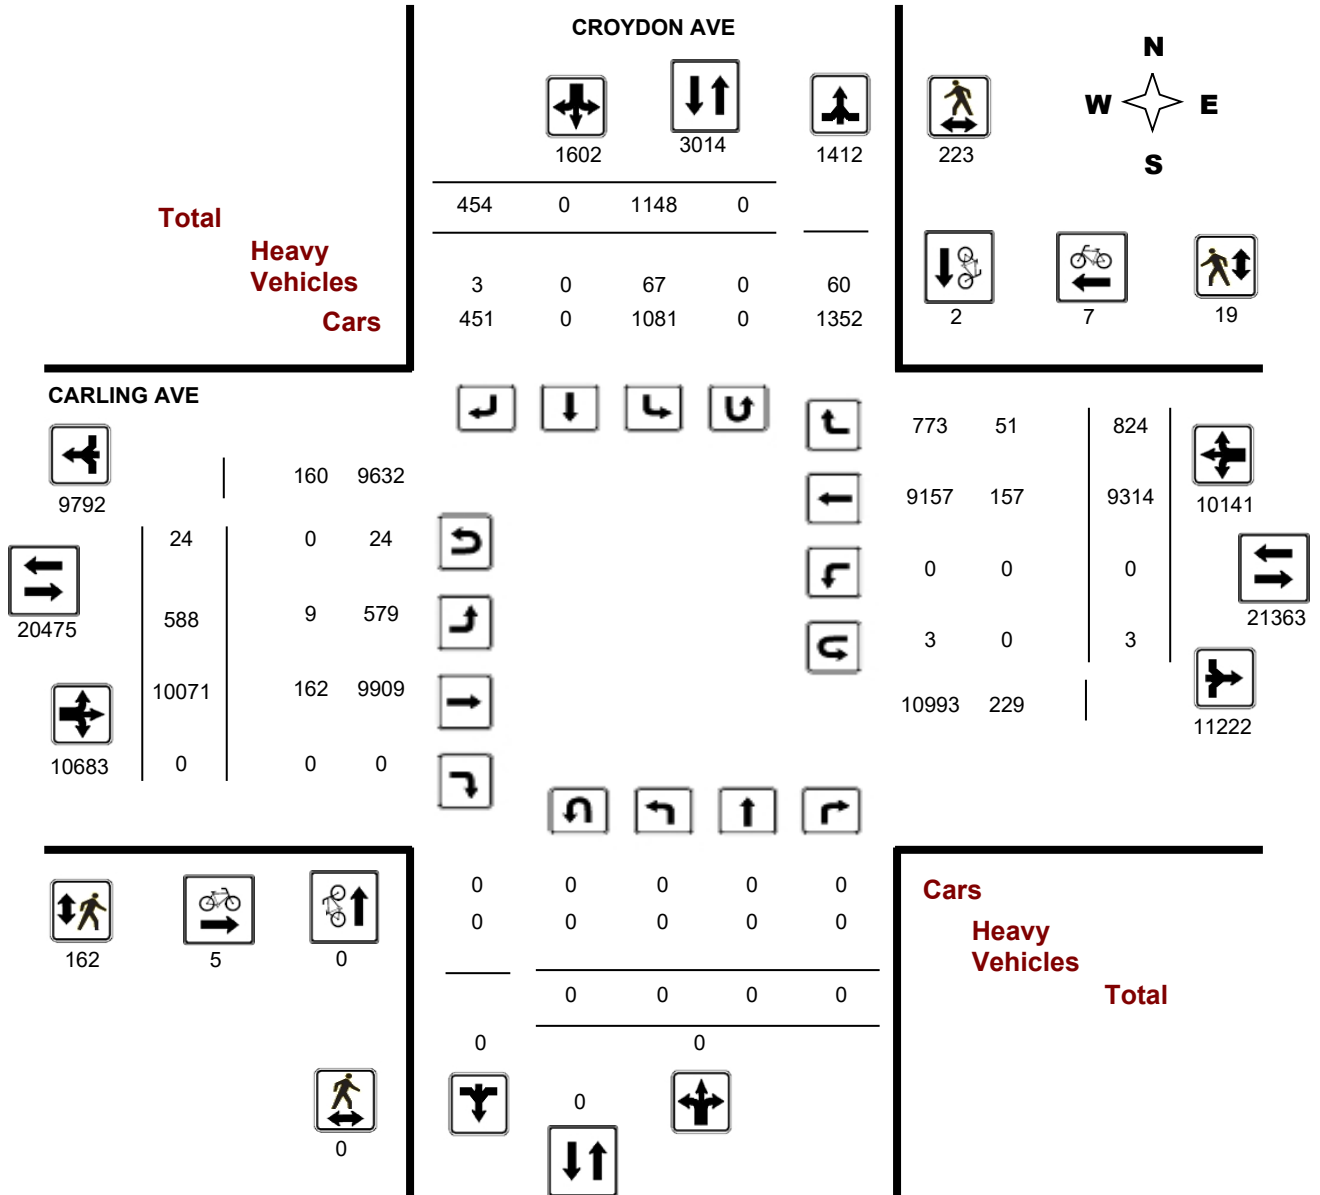 CROYDON AVE
N
W E
S
1602 3014 1412 223
454 0 1148 0
Total
Heavy
Vehicles
3 0 67 0 60
Cars
451 0 1081 0 1352
2 7 19
CARLING AVE
773 51 824
9792
160 9632
9157 157 9314
10141
24 0 24
0 0 0
20475
588 9 579
21363
3 0 3
10071 162 9909
10993 229
11222
10683
0 0 0
0 0 0 0 0
0 0 0 0 0
Cars
Heavy
Vehicles
Total
162 5 0
0 0 0 0
0 0
0
0